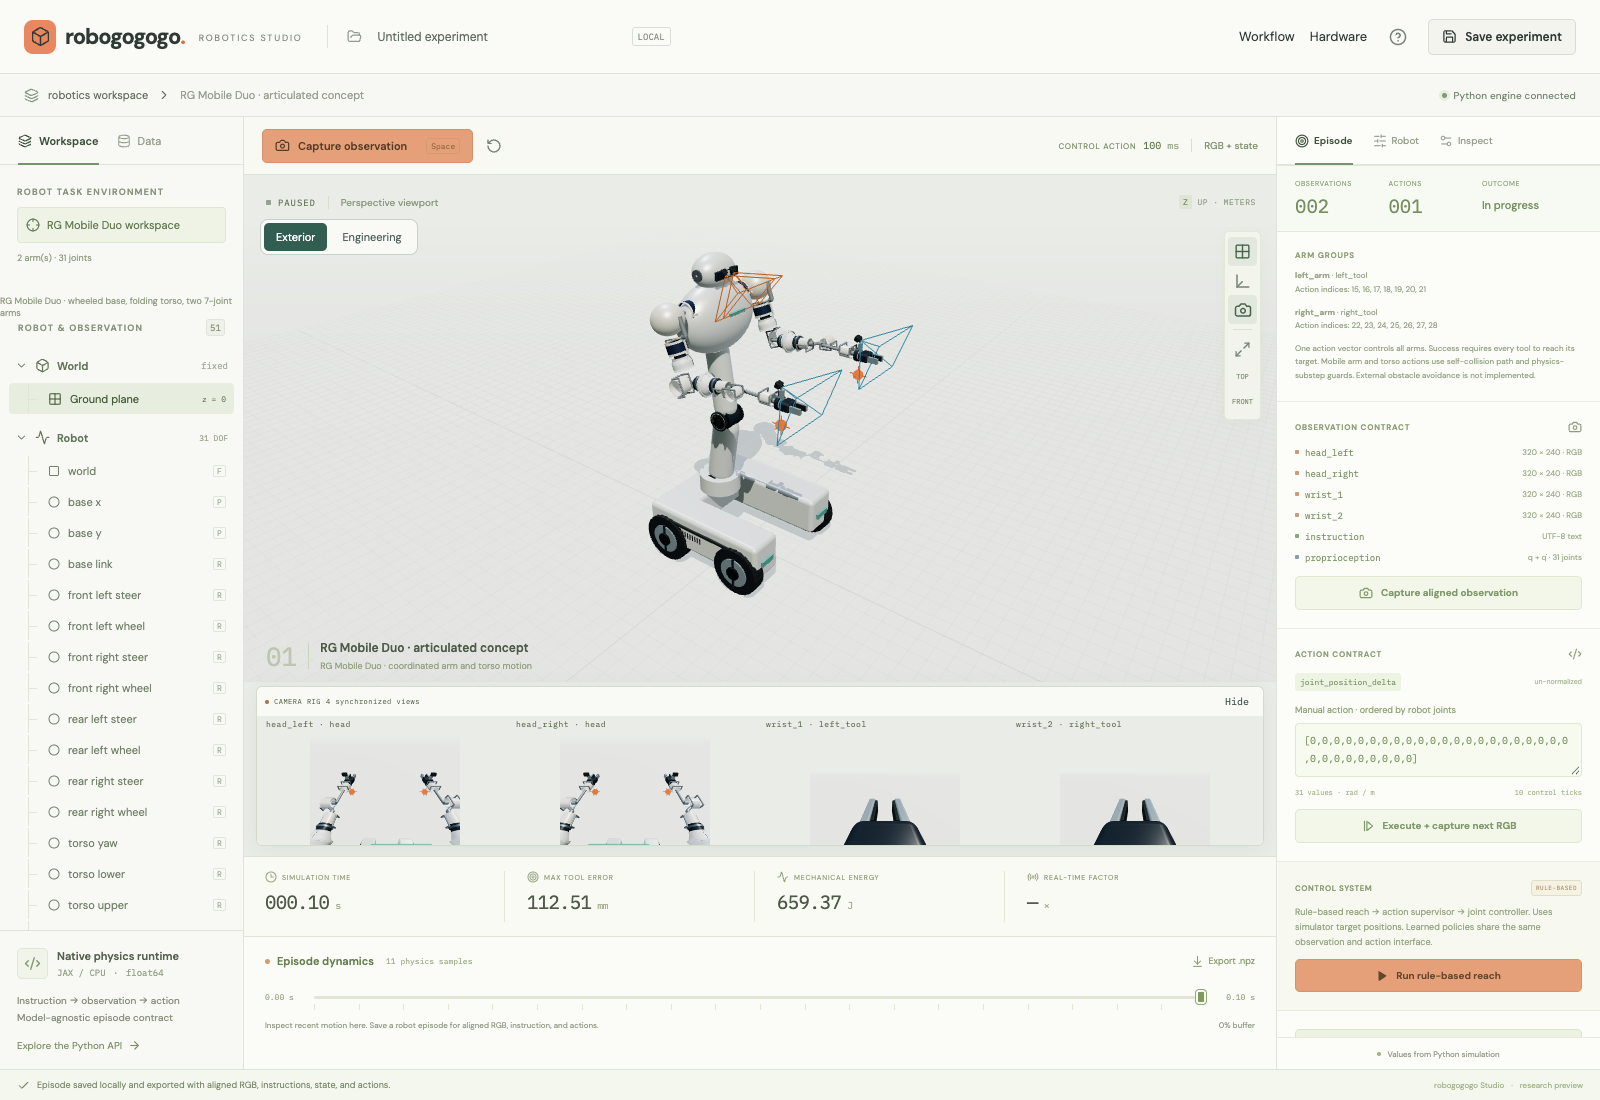 robogogogo.
ROBOTICS STUDIO
Untitled experiment
LOCAL
Workflow
Hardware
Save experiment
robotics workspace
RG Mobile Duo · articulated concept
Python engine connected
Workspace
Data
ROBOT TASK ENVIRONMENT
RG Mobile Duo workspace
2 arm(s) · 31 joints
RG Mobile Duo · wheeled base, folding torso, two 7-joint
arms
ROBOT & OBSERVATION
51
World
fixed
Ground plane
z = 0
Robot
31 DOF
world
F
base x
P
base y
P
base link
R
front left steer
R
front left wheel
R
front right steer
R
front right wheel
R
rear left steer
R
rear left wheel
R
rear right steer
R
rear right wheel
R
torso yaw
R
torso lower
R
torso upper
R
Native physics runtime
JAX / CPU · float64
Instruction → observation → action
Model-agnostic episode contract
Explore the Python API →
Capture observation
Space
CONTROL ACTION 100 ms
RGB + state
PAUSED
Perspective viewport
Z UP · METERS
Exterior
Engineering
TOP
FRONT
01
RG Mobile Duo · articulated concept
RG Mobile Duo · coordinated arm and torso motion
CAMERA RIG 4 synchronized views
Hide
head_left · head
head_right · head
wrist_1 · left_tool
wrist_2 · right_tool
SIMULATION TIME
000.10 s
MAX TOOL ERROR
112.51 mm
MECHANICAL ENERGY
659.37 J
REAL-TIME FACTOR
— ×
Episode dynamics
11 physics samples
Export .npz
0.00 s
0.10 s
Inspect recent motion here. Save a robot episode for aligned RGB, instruction, and actions.
0% buffer
Episode
Robot
Inspect
OBSERVATIONS
002
ACTIONS
001
OUTCOME
In progress
ARM GROUPS
left_arm · left_tool
Action indices: 15, 16, 17, 18, 19, 20, 21
right_arm · right_tool
Action indices: 22, 23, 24, 25, 26, 27, 28
One action vector controls all arms. Success requires every tool to reach its
target. Mobile arm and torso actions use self-collision path and physics-
substep guards. External obstacle avoidance is not implemented.
OBSERVATION CONTRACT
head_left
320 × 240 · RGB
head_right
320 × 240 · RGB
wrist_1
320 × 240 · RGB
wrist_2
320 × 240 · RGB
instruction
UTF-8 text
proprioception
q + q̇ · 31 joints
Capture aligned observation
ACTION CONTRACT
joint_position_delta
un-normalized
Manual action · ordered by robot joints
[0,0,0,0,0,0,0,0,0,0,0,0,0,0,0,0,0,0,0,0,0,0
,0,0,0,0,0,0,0,0,0]
31 values · rad / m
10 control ticks
Execute + capture next RGB
CONTROL SYSTEM
RULE-BASED
Rule-based reach → action supervisor → joint controller. Uses
simulator target positions. Learned policies share the same
observation and action interface.
Run rule-based reach
Values from Python simulation
Episode saved locally and exported with aligned RGB, instructions, state, and actions.
robogogogo Studio · research preview